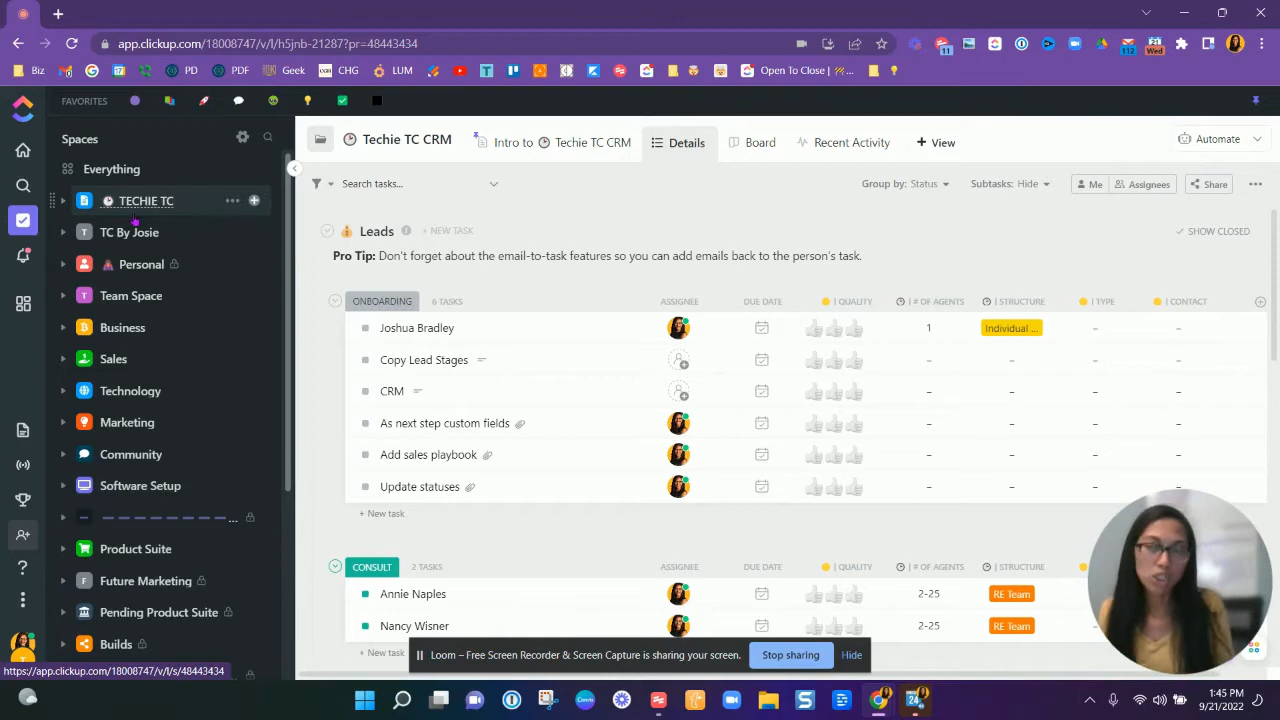 app.clickup.com/18008747/v/l/h5jnb-21287?pr=48443434
11
112
21
Wed
Biz
PD
PDF
Geek
CHG
LUM
Open To Close | //...
FAVORITES
Spaces
Everything
TECHIE TC
TC By Josie
Personal
Team Space
Business
Sales
Technology
Marketing
Community
Software Setup
Product Suite
Future Marketing
Pending Product Suite
Builds
https://app.clickup.com/18008747/v/l/s/48443434
Techie TC CRM
Intro to Techie TC CRM
Details
Board
Recent Activity
+ View
Automate
Search tasks...
Group by: Status
Subtasks: Hide
Me
Assignees
Share
Leads
+ NEW TASK
SHOW CLOSED
Pro Tip: Don't forget about the email-to-task features so you can add emails back to the person's task.
ONBOARDING 6 TASKS ASSIGNEE DUE DATE | QUALITY | # OF AGENTS | STRUCTURE | TYPE | CONTACT
Joshua Bradley 1 Individual ... – –
Copy Lead Stages – – – –
CRM – – – –
As next step custom fields – – – –
Add sales playbook – – – –
Update statuses – – – –
+ New task
CONSULT 2 TASKS ASSIGNEE DUE DATE | QUALITY | # OF AGENTS | STRUCTURE
Annie Naples 2-25 RE Team
Nancy Wisner 2-25 RE Team
+ New task
Loom – Free Screen Recorder & Screen Capture is sharing your screen.
Stop sharing
Hide
1:45 PM
9/21/2022